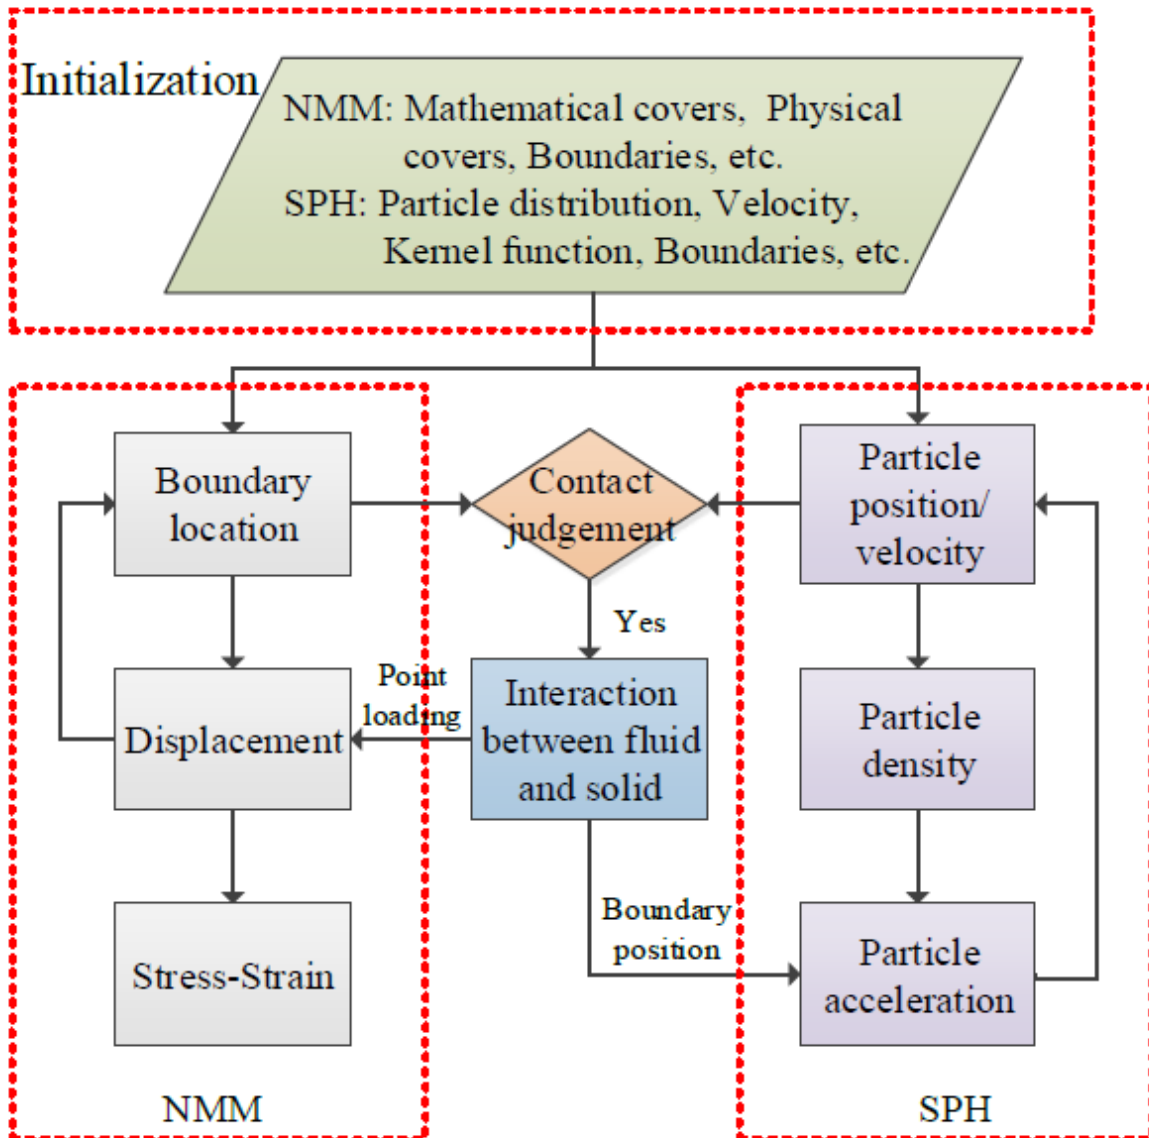 Initialization
NMM: Mathematical covers, Physical
covers, Boundaries, etc.
SPH: Particle distribution, Velocity,
Kernel function, Boundaries, etc.
Boundary
location
Contact
judgement
Particle
position/
velocity
Yes
Point
loading
Displacement
Interaction
between fluid
and solid
Particle
density
Boundary
position
Stress-Strain
Particle
acceleration
NMM
SPH